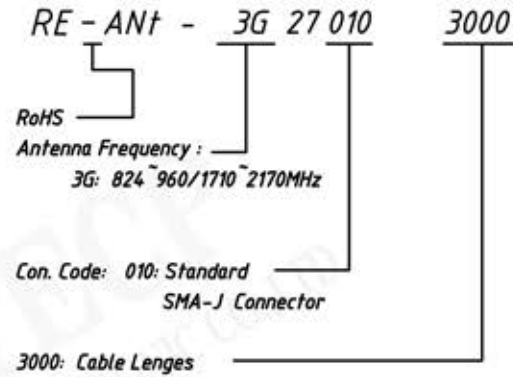 RE - ANt - 3G 27 010 3000
RoHS
Antenna Frequency :
3G: 824~960/1710~2170MHz
Con. Code: 010: Standard
SMA-J Connector
3000: Cable Lenges